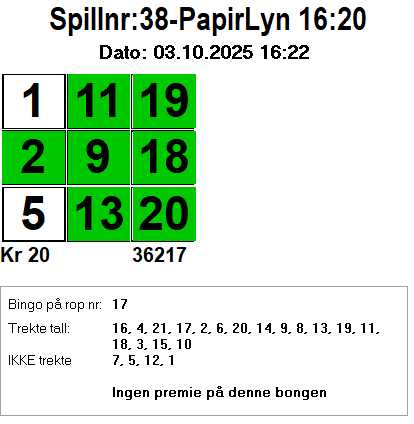 Spillnr:38-PapirLyn 16:20
Dato: 03.10.2025 16:22
1 11 19
2 9 18
5 13 20
Kr 20 36217
Bingo på rop nr: 17
Trekte tall: 16, 4, 21, 17, 2, 6, 20, 14, 9, 8, 13, 19, 11,
18, 3, 15, 10
IKKE trekte 7, 5, 12, 1
Ingen premie på denne bongen